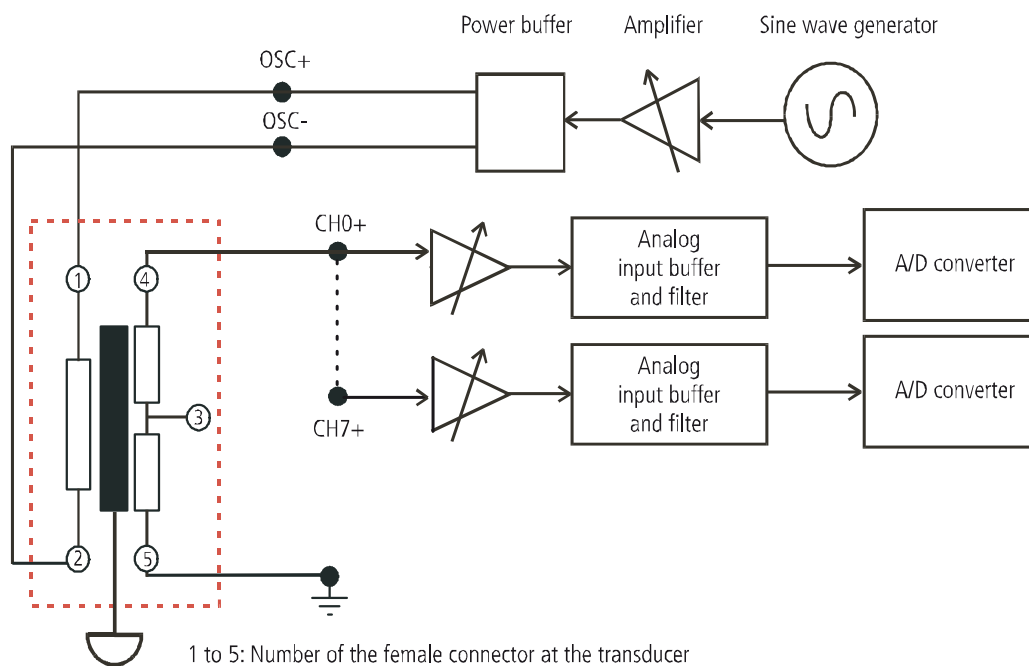 Power buffer
Amplifier
Sine wave generator
OSC+
OSC-
CH0+
Analog
input buffer
and filter
A/D converter
1
4
3
CH7+
Analog
input buffer
and filter
A/D converter
2
5
1 to 5: Number of the female connector at the transducer